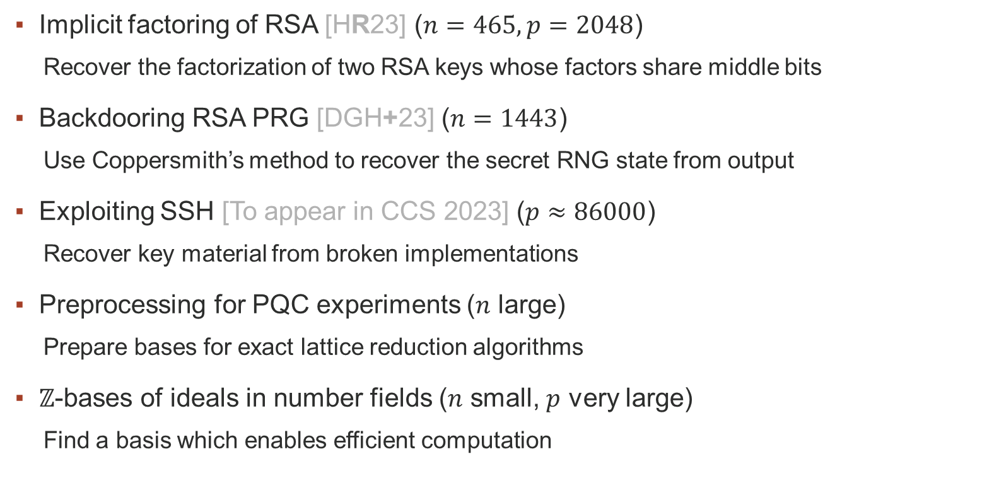 ▪ Implicit factoring of RSA [HR23] (n = 465, p = 2048)
Recover the factorization of two RSA keys whose factors share middle bits
▪ Backdooring RSA PRG [DGH+23] (n = 1443)
Use Coppersmith’s method to recover the secret RNG state from output
▪ Exploiting SSH [To appear in CCS 2023] (p ≈ 86000)
Recover key material from broken implementations
▪ Preprocessing for PQC experiments (n large)
Prepare bases for exact lattice reduction algorithms
▪ ℤ-bases of ideals in number fields (n small, p very large)
Find a basis which enables efficient computation